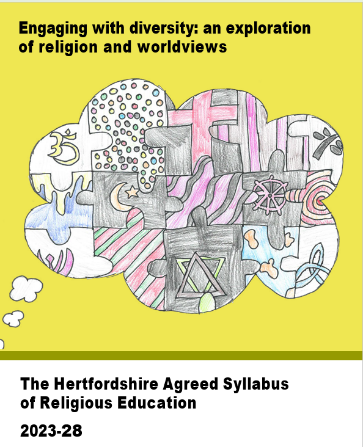 Engaging with diversity: an exploration
of religion and worldviews
The Hertfordshire Agreed Syllabus
of Religious Education
2023-28